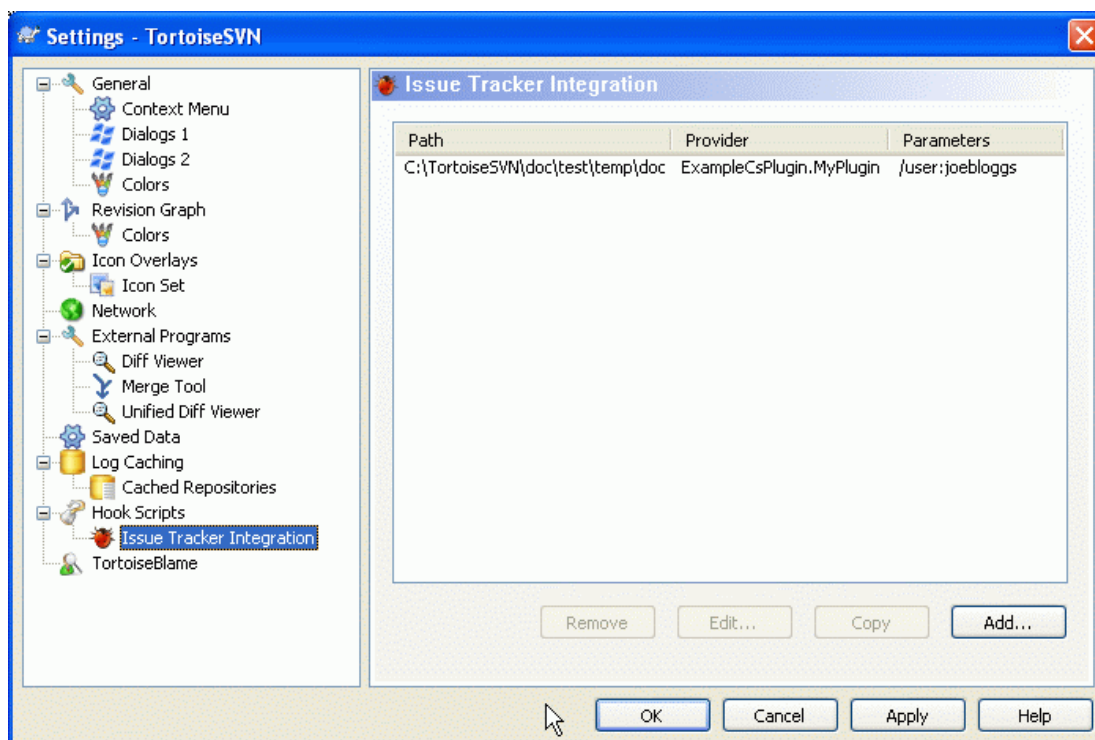 Settings - TortoiseSVN
General
Context Menu
Dialogs 1
Dialogs 2
Colors
Revision Graph
Colors
Icon Overlays
Icon Set
Network
External Programs
Diff Viewer
Merge Tool
Unified Diff Viewer
Saved Data
Log Caching
Cached Repositories
Hook Scripts
Issue Tracker Integration
TortoiseBlame
Issue Tracker Integration
Path Provider Parameters
C:\TortoiseSVN\doc\test\temp\doc ExampleCsPlugin.MyPlugin /user:joebloggs
Remove Edit... Copy Add...
OK Cancel Apply Help